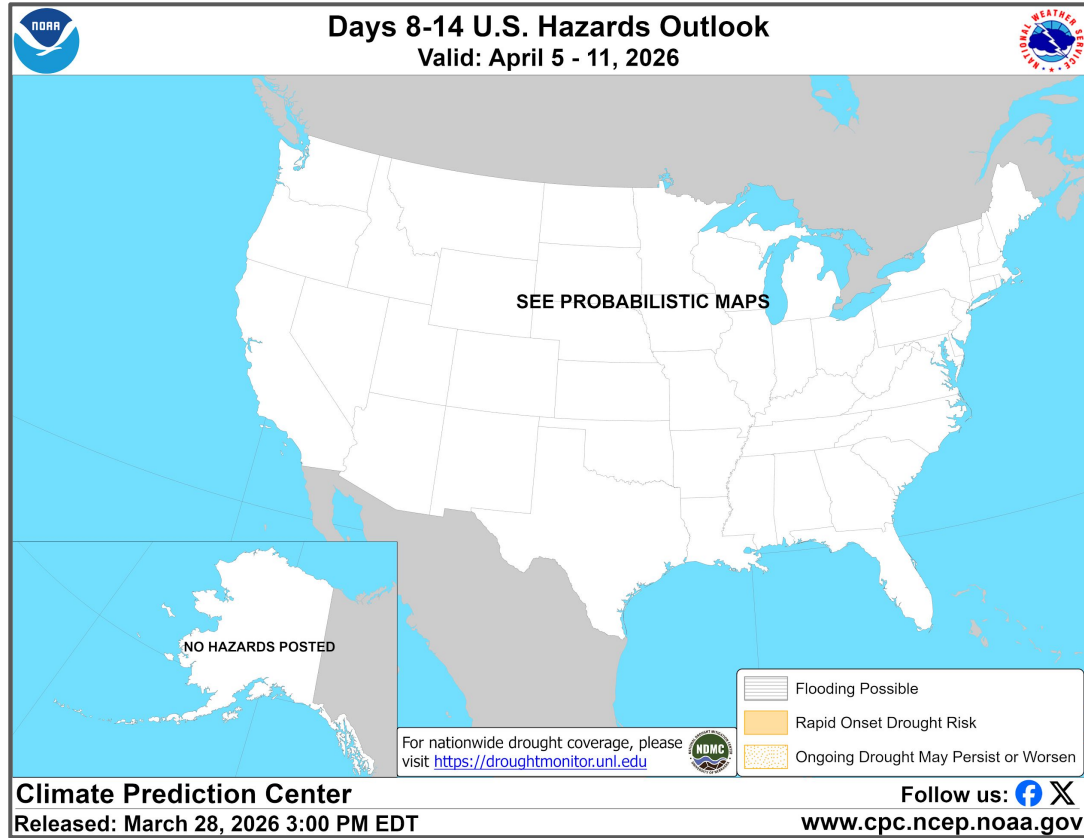 NOAA
Days 8-14 U.S. Hazards Outlook
Valid: April 5 - 11, 2026
NATIONAL WEATHER SERVICE
SEE PROBABILISTIC MAPS
NO HAZARDS POSTED
Flooding Possible
Rapid Onset Drought Risk
Ongoing Drought May Persist or Worsen
For nationwide drought coverage, please
visit https://droughtmonitor.unl.edu
NDMC
Climate Prediction Center
Follow us:
Released: March 28, 2026 3:00 PM EDT
www.cpc.ncep.noaa.gov